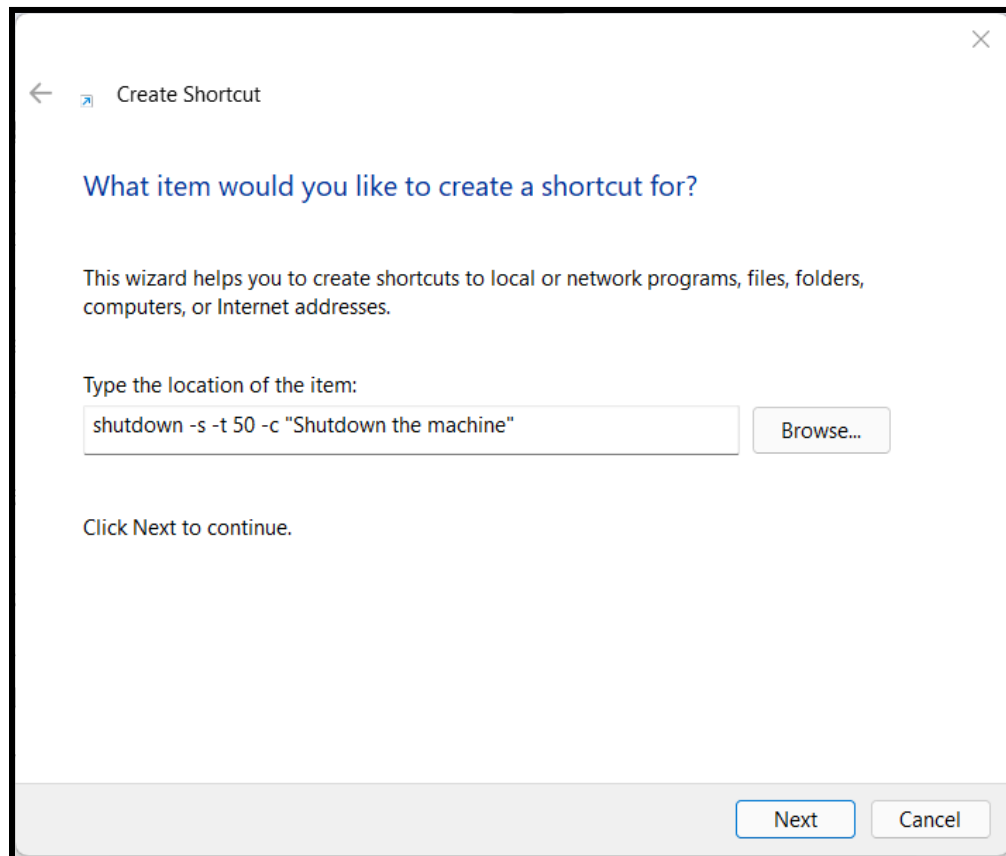 Create Shortcut
What item would you like to create a shortcut for?
This wizard helps you to create shortcuts to local or network programs, files, folders,
computers, or Internet addresses.
Type the location of the item:
shutdown -s -t 50 -c "Shutdown the machine"
Browse...
Click Next to continue.
Next
Cancel